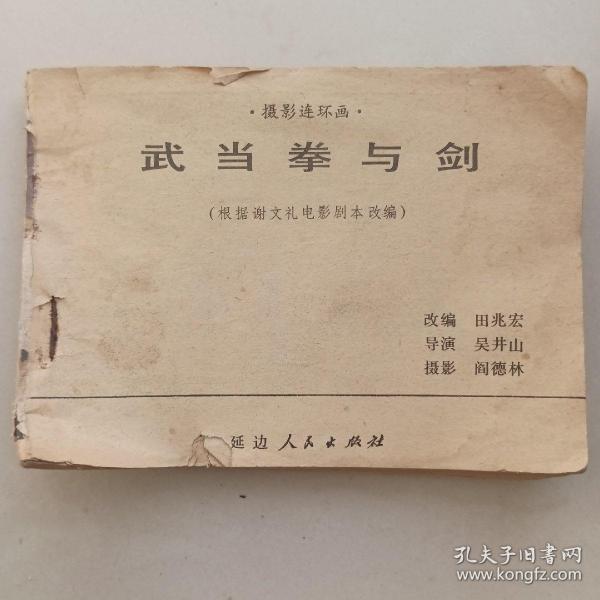 ·摄影连环画·
武当拳与剑
(根据谢文礼电影剧本改编)
改编 田兆宏
导演 吴井山
摄影 阎德林
延边人民出版社
孔夫子旧书网
www.kongfz.com